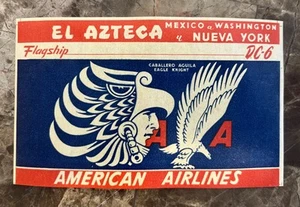 EL AZTECA
MEXICO a WASHINGTON
y NUEVA YORK
Flagship DC-6
CABALLERO AGUILA
EAGLE KNIGHT
A A
AMERICAN AIRLINES